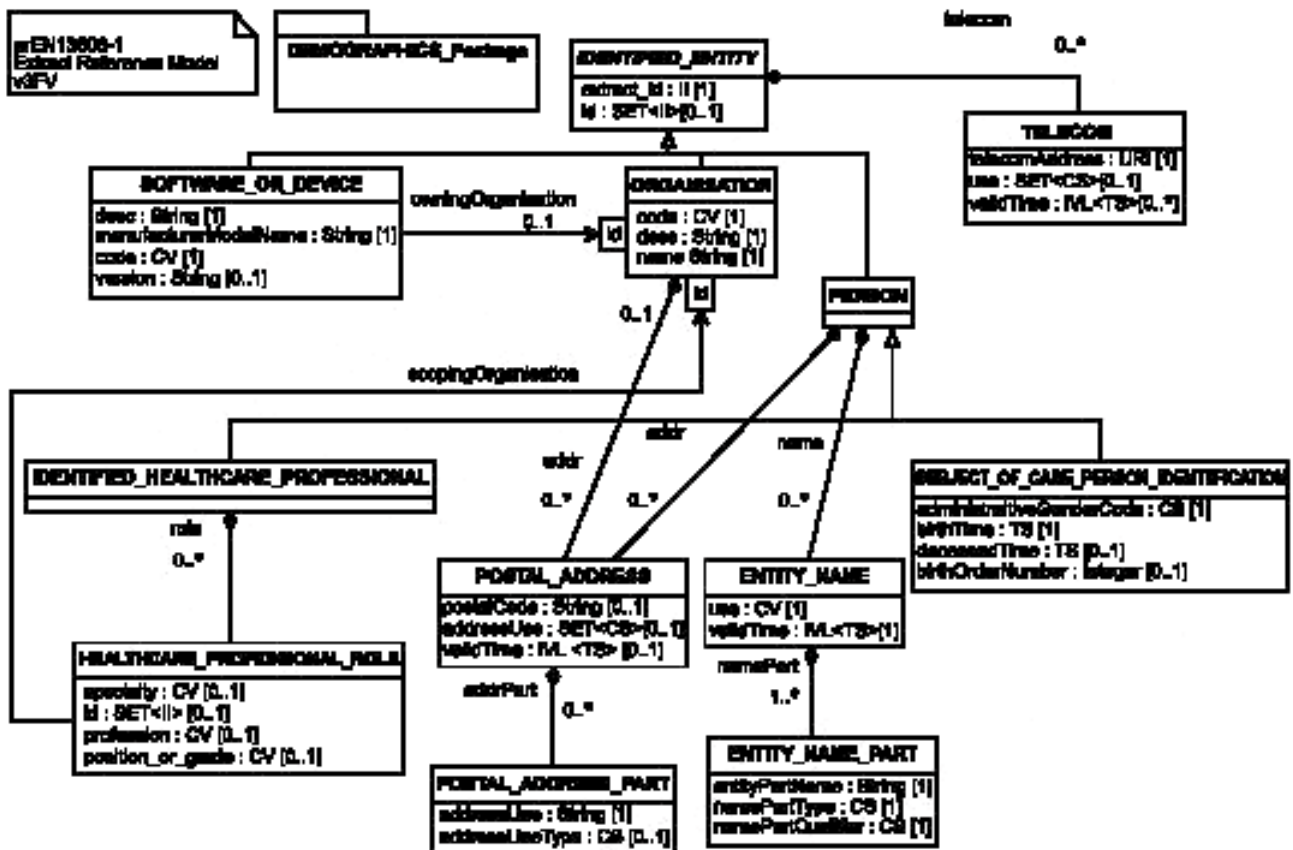 prEN13606-1
Extract Reference Model
v3FV
DEMOGRAPHICS_Package
IDENTIFIED_ENTITY
extract_id : II [1]
id : SET<II>[0..1]
telecom
0..*
TELECOM
telecomAddress : URI [1]
use : SET<CS>[0..1]
validTime : IVL<TS>[0..*]
SOFTWARE_OR_DEVICE
desc : String [1]
manufacturerModelName : String [1]
code : CV [1]
version : String [0..1]
owningOrganisation
0..1
id
ORGANISATION
code : CV [1]
desc : String [1]
name String [1]
id
0..1
PERSON
scopingOrganisation
addr
addr
name
0..*
0..*
0..*
IDENTIFIED_HEALTHCARE_PROFESSIONAL
role
0..*
SUBJECT_OF_CARE_PERSON_IDENTIFICATION
administrativeGenderCode : CS [1]
birthTime : TS [1]
deceasedTime : TS [0..1]
birthOrderNumber : Integer [0..1]
POSTAL_ADDRESS
postalCode : String [0..1]
addressUse : SET<CS>[0..1]
validTime : IVL <TS> [0..1]
ENTITY_NAME
use : CV [1]
validTime : IVL<TS>[1]
HEALTHCARE_PROFESSIONAL_ROLE
specialty : CV [0..1]
id : SET<II> [0..1]
profession : CV [0..1]
position_or_grade : CV [0..1]
addrPart
0..*
namePart
1..*
POSTAL_ADDRESS_PART
addressLine : String [1]
addressLineType : CS [0..1]
ENTITY_NAME_PART
entityPartName : String [1]
namePartType : CS [1]
namePartQualifier : CS [1]